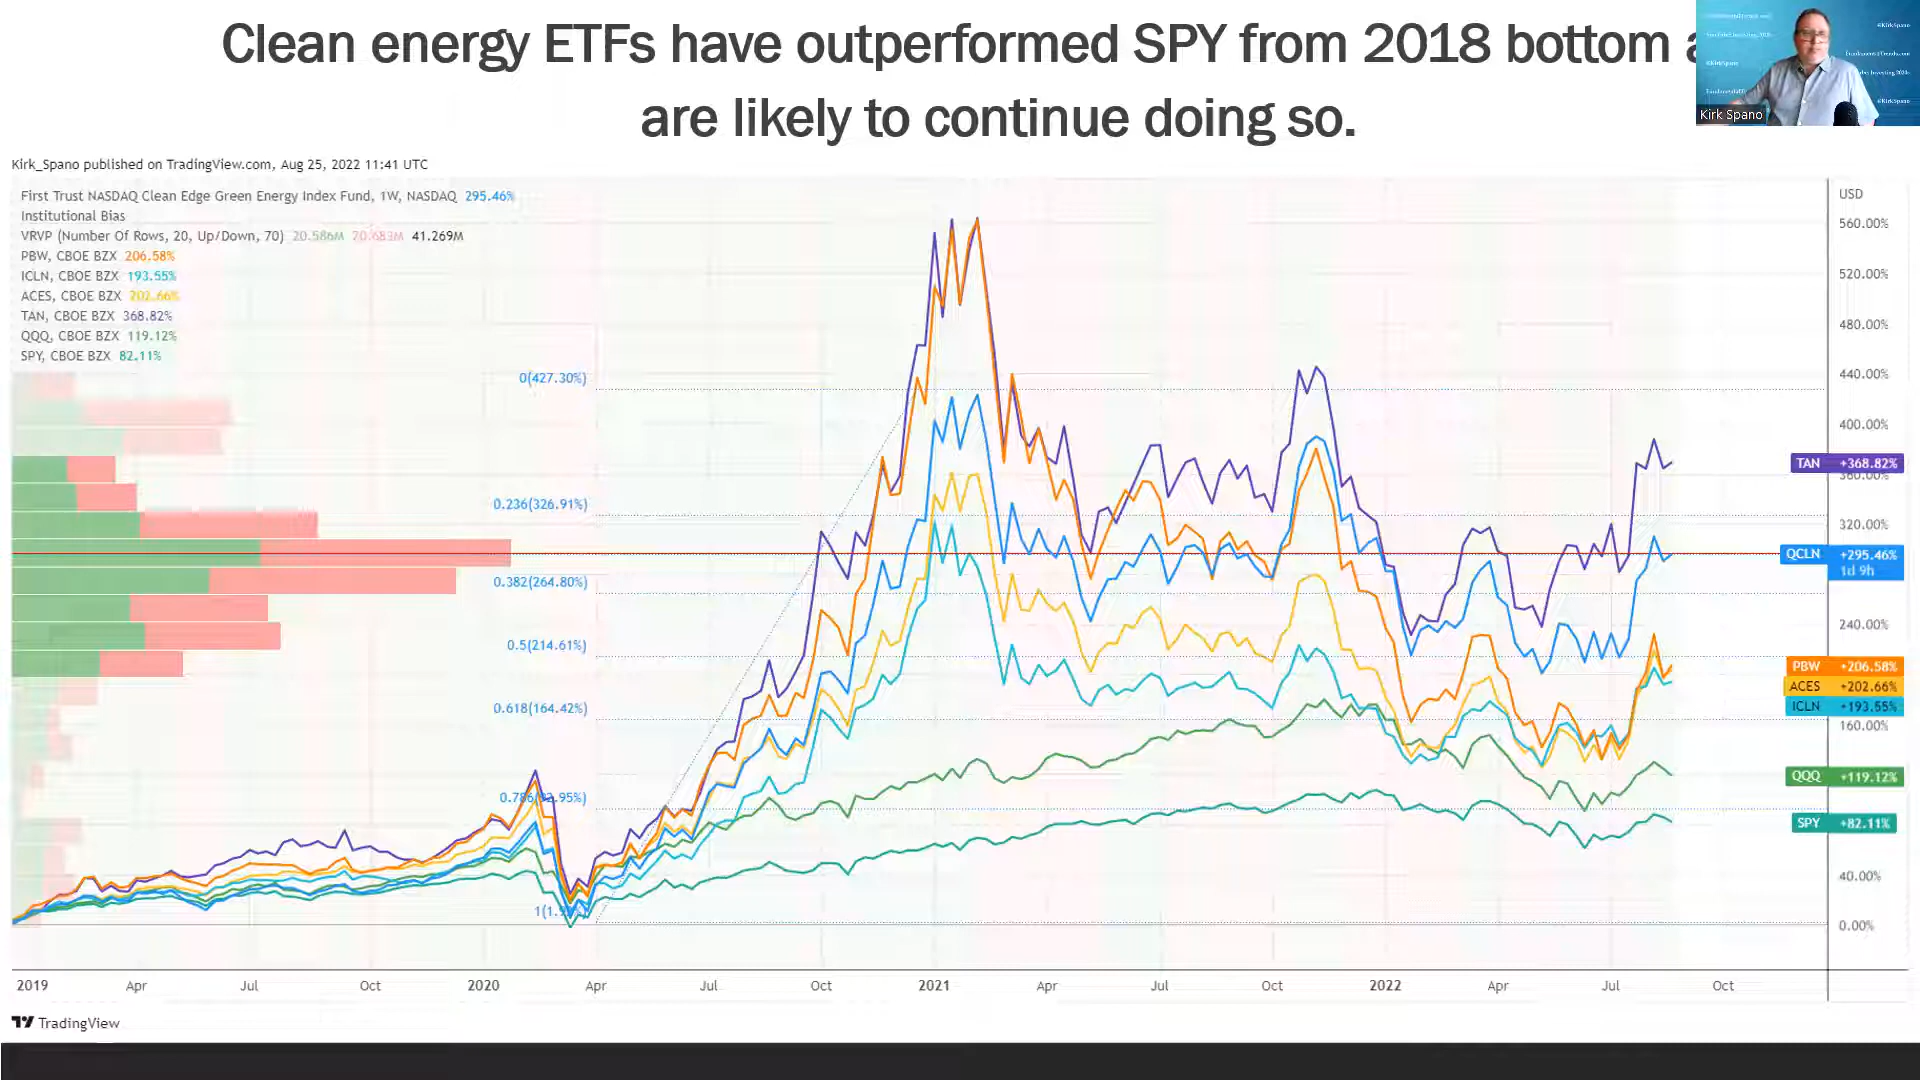 Clean energy ETFs have outperformed SPY from 2018 bottom
are likely to continue doing so.
@KirkSpano
Kirk Spano
Kirk_Spano published on TradingView.com, Aug 25, 2022 11:41 UTC
First Trust NASDAQ Clean Edge Green Energy Index Fund, 1W, NASDAQ 295.46%
Institutional Bias
VRVP (Number Of Rows, 20, Up/Down, 70) 20.586M 20.683M 41.269M
PBW, CBOE BZX 206.58%
ICLN, CBOE BZX 193.55%
ACES, CBOE BZX 202.66%
TAN, CBOE BZX 368.82%
QQQ, CBOE BZX 119.12%
SPY, CBOE BZX 82.11%
0(427.30%)
0.236(326.91%)
0.382(264.80%)
0.5(214.61%)
0.618(164.42%)
USD
560.00%
520.00%
480.00%
440.00%
400.00%
TAN +368.82%
360.00%
320.00%
QCLN +295.46%
1d 9h
240.00%
PBW +206.58%
ACES +202.66%
ICLN +193.55%
160.00%
QQQ +119.12%
SPY +82.11%
40.00%
0.00%
2019 Apr Jul Oct 2020 Apr Jul Oct 2021 Apr Jul Oct 2022 Apr Jul Oct
TradingView